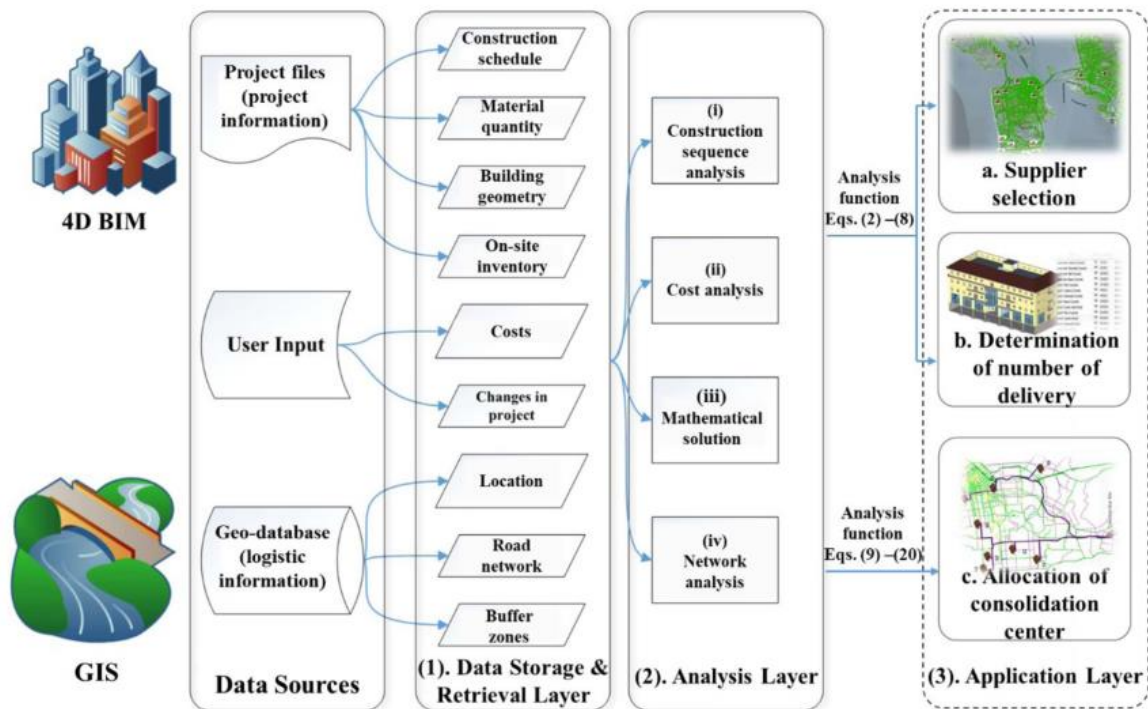 4D BIM
GIS
Project files
(project
information)
User Input
Geo-database
(logistic
information)
Data Sources
Construction
schedule
Material
quantity
Building
geometry
On-site
inventory
Costs
Changes in
project
Location
Road
network
Buffer
zones
(1). Data Storage &
Retrieval Layer
(i)
Construction
sequence
analysis
(ii)
Cost analysis
(iii)
Mathematical
solution
(iv)
Network
analysis
(2). Analysis Layer
Analysis
function
Eqs. (2) –(8)
Analysis
function
Eqs. (9) –(20)
a. Supplier
selection
b. Determination
of number of
delivery
c. Allocation of
consolidation
center
(3). Application Layer